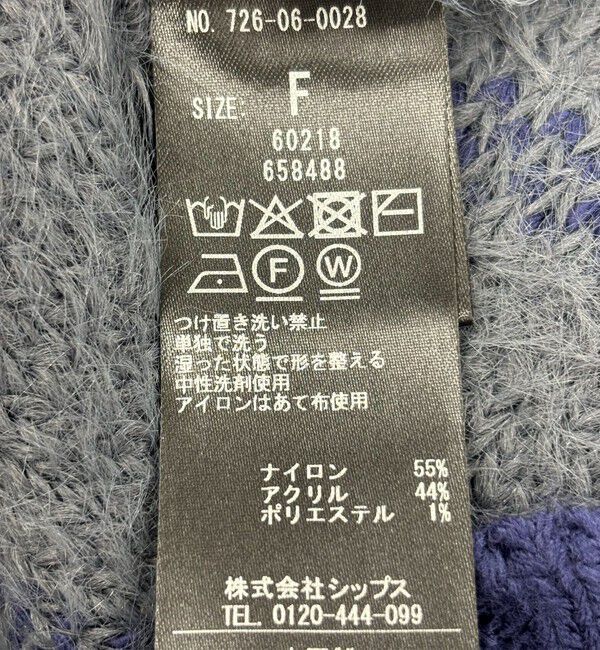 NO. 726-06-0028
SIZE: F
60218
658488
F W
つけ置き洗い禁止
単独で洗う
湿った状態で形を整える
中性洗剤使用
アイロンはあて布使用
ナイロン 55%
アクリル 44%
ポリエステル 1%
株式会社シップス
TEL. 0120-444-099